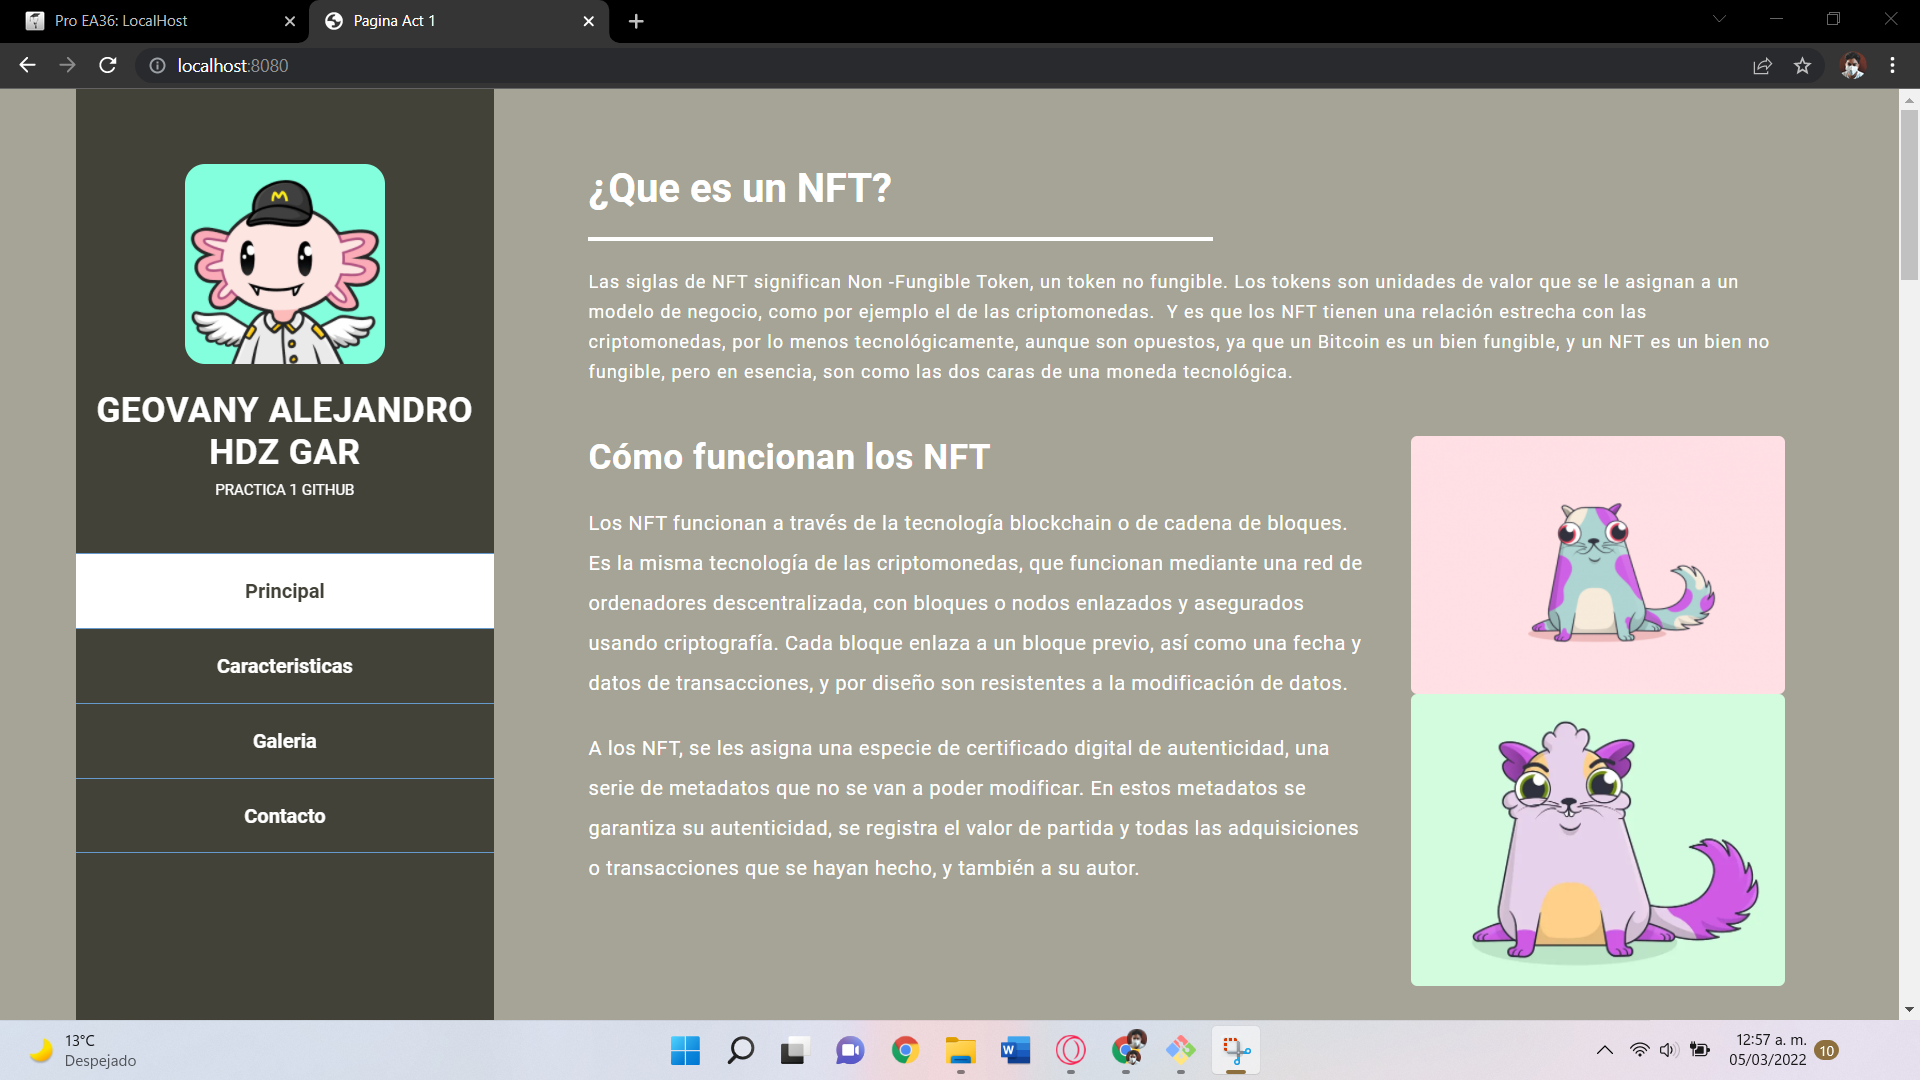 Pro EA36: LocalHost
Pagina Act 1
localhost:8080
M
GEOVANY ALEJANDRO
HDZ GAR
PRACTICA 1 GITHUB
Principal
Caracteristicas
Galeria
Contacto
¿Que es un NFT?
Las siglas de NFT significan Non -Fungible Token, un token no fungible. Los tokens son unidades de valor que se le asignan a un
modelo de negocio, como por ejemplo el de las criptomonedas.  Y es que los NFT tienen una relación estrecha con las
criptomonedas, por lo menos tecnológicamente, aunque son opuestos, ya que un Bitcoin es un bien fungible, y un NFT es un bien no
fungible, pero en esencia, son como las dos caras de una moneda tecnológica.
Cómo funcionan los NFT
Los NFT funcionan a través de la tecnología blockchain o de cadena de bloques.
Es la misma tecnología de las criptomonedas, que funcionan mediante una red de
ordenadores descentralizada, con bloques o nodos enlazados y asegurados
usando criptografía. Cada bloque enlaza a un bloque previo, así como una fecha y
datos de transacciones, y por diseño son resistentes a la modificación de datos.
A los NFT, se les asigna una especie de certificado digital de autenticidad, una
serie de metadatos que no se van a poder modificar. En estos metadatos se
garantiza su autenticidad, se registra el valor de partida y todas las adquisiciones
o transacciones que se hayan hecho, y también a su autor.
13°C
Despejado
W
12:57 a. m.
05/03/2022
10